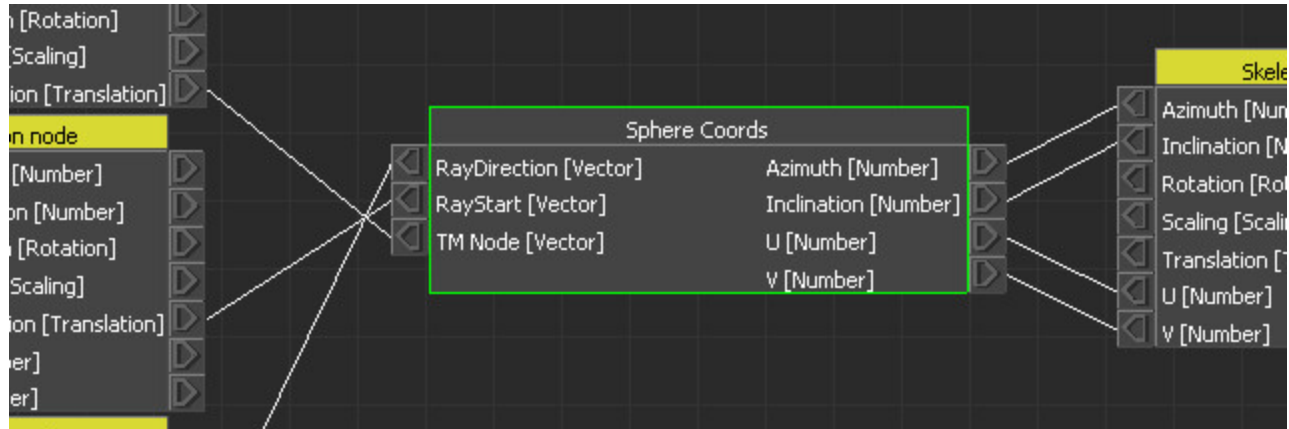 [Rotation]
[Scaling]
ion [Translation]
on node
[Number]
on [Number]
[Rotation]
Scaling]
ion [Translation]
er]
er]
Sphere Coords
RayDirection [Vector]
Azimuth [Number]
RayStart [Vector]
Inclination [Number]
TM Node [Vector]
U [Number]
V [Number]
Skele
Azimuth [Num
Inclination [N
Rotation [Rot
Scaling [Scalin
Translation [T
U [Number]
V [Number]